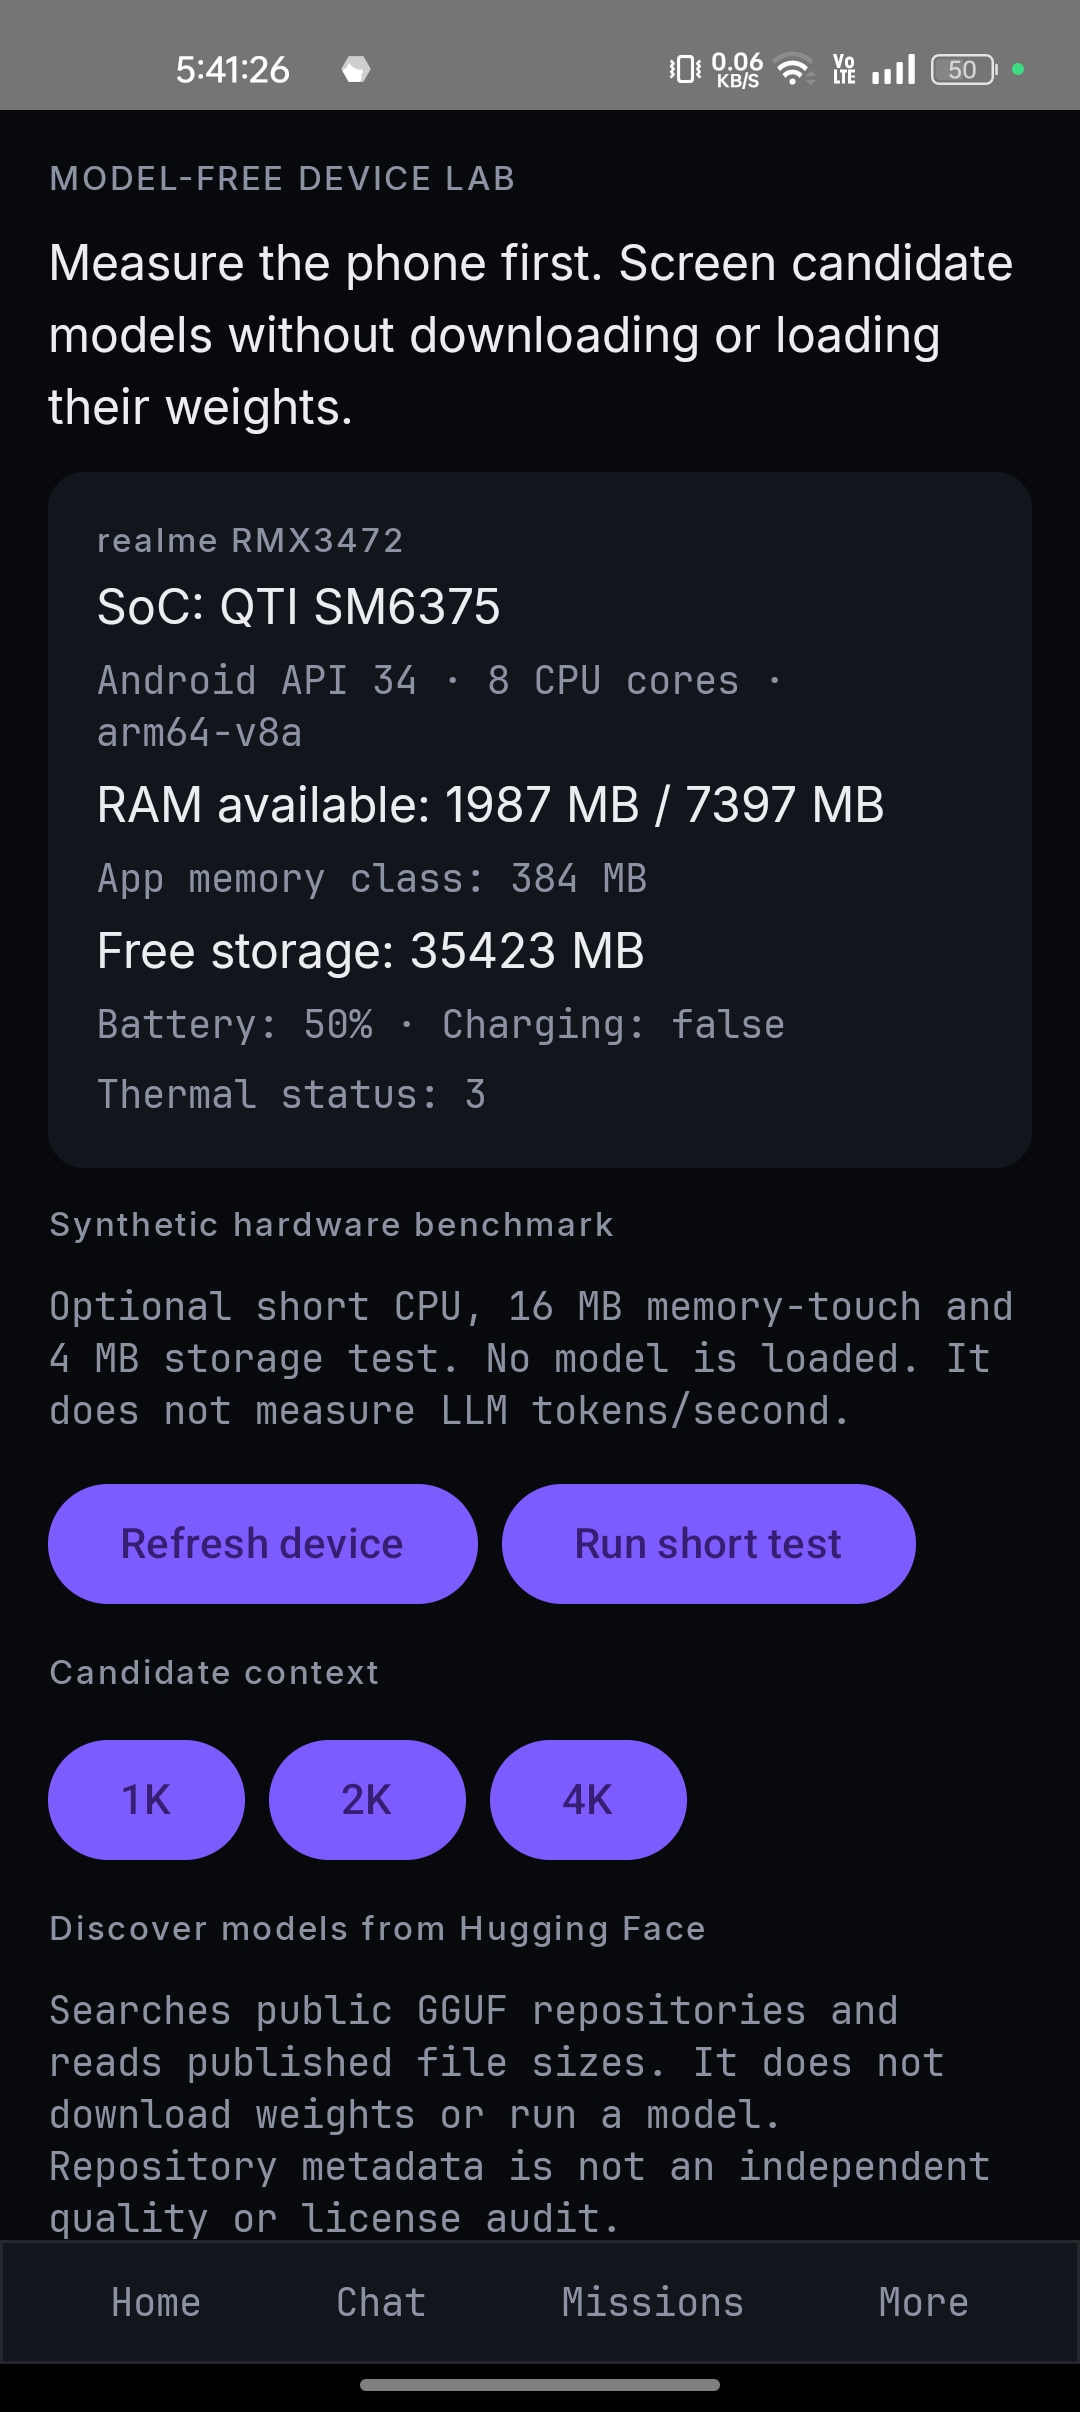 5:41:26
0.06 KB/S
Vo LTE
50
MODEL-FREE DEVICE LAB
Measure the phone first. Screen candidate
models without downloading or loading
their weights.
realme RMX3472
SoC: QTI SM6375
Android API 34 · 8 CPU cores ·
arm64-v8a
RAM available: 1987 MB / 7397 MB
App memory class: 384 MB
Free storage: 35423 MB
Battery: 50% · Charging: false
Thermal status: 3
Synthetic hardware benchmark
Optional short CPU, 16 MB memory-touch and
4 MB storage test. No model is loaded. It
does not measure LLM tokens/second.
Refresh device
Run short test
Candidate context
1K
2K
4K
Discover models from Hugging Face
Searches public GGUF repositories and
reads published file sizes. It does not
download weights or run a model.
Repository metadata is not an independent
quality or license audit.
Home
Chat
Missions
More